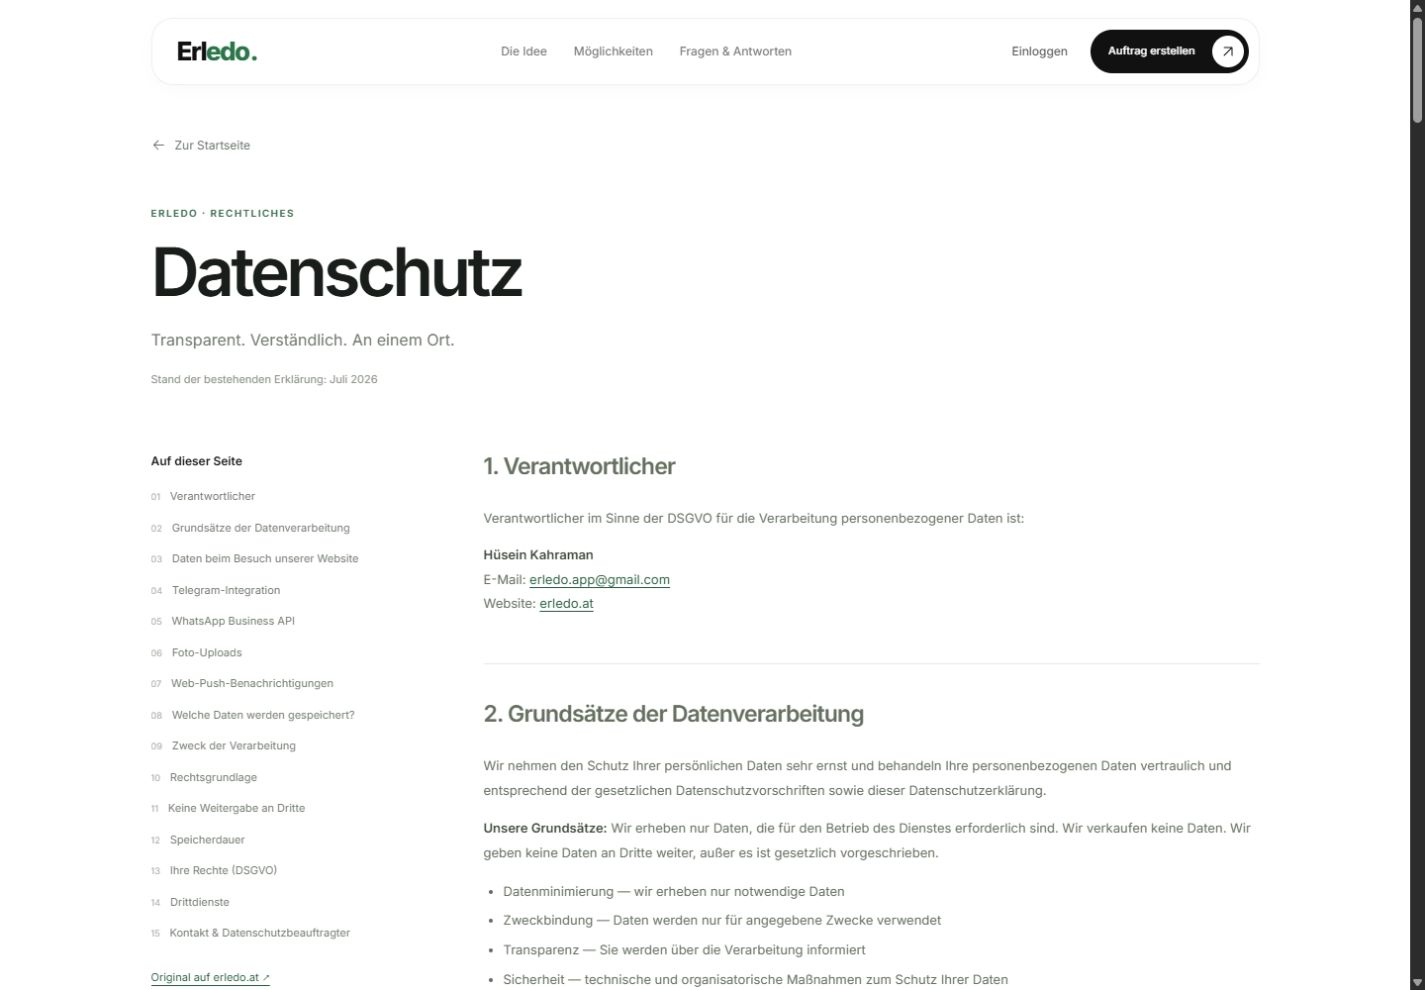 Erledo.
Die Idee
Möglichkeiten
Fragen & Antworten
Einloggen
Auftrag erstellen
← Zur Startseite
ERLEDO · RECHTLICHES
Datenschutz
Transparent. Verständlich. An einem Ort.
Stand der bestehenden Erklärung: Juli 2026
Auf dieser Seite
01 Verantwortlicher
02 Grundsätze der Datenverarbeitung
03 Daten beim Besuch unserer Website
04 Telegram-Integration
05 WhatsApp Business API
06 Foto-Uploads
07 Web-Push-Benachrichtigungen
08 Welche Daten werden gespeichert?
09 Zweck der Verarbeitung
10 Rechtsgrundlage
11 Keine Weitergabe an Dritte
12 Speicherdauer
13 Ihre Rechte (DSGVO)
14 Drittdienste
15 Kontakt & Datenschutzbeauftragter
Original auf erledo.at ↗
1. Verantwortlicher
Verantwortlicher im Sinne der DSGVO für die Verarbeitung personenbezogener Daten ist:
Hüsein Kahraman
E-Mail: erledo.app@gmail.com
Website: erledo.at
2. Grundsätze der Datenverarbeitung
Wir nehmen den Schutz Ihrer persönlichen Daten sehr ernst und behandeln Ihre personenbezogenen Daten vertraulich und
entsprechend der gesetzlichen Datenschutzvorschriften sowie dieser Datenschutzerklärung.
Unsere Grundsätze: Wir erheben nur Daten, die für den Betrieb des Dienstes erforderlich sind. Wir verkaufen keine Daten. Wir
geben keine Daten an Dritte weiter, außer es ist gesetzlich vorgeschrieben.
• Datenminimierung — wir erheben nur notwendige Daten
• Zweckbindung — Daten werden nur für angegebene Zwecke verwendet
• Transparenz — Sie werden über die Verarbeitung informiert
• Sicherheit — technische und organisatorische Maßnahmen zum Schutz Ihrer Daten